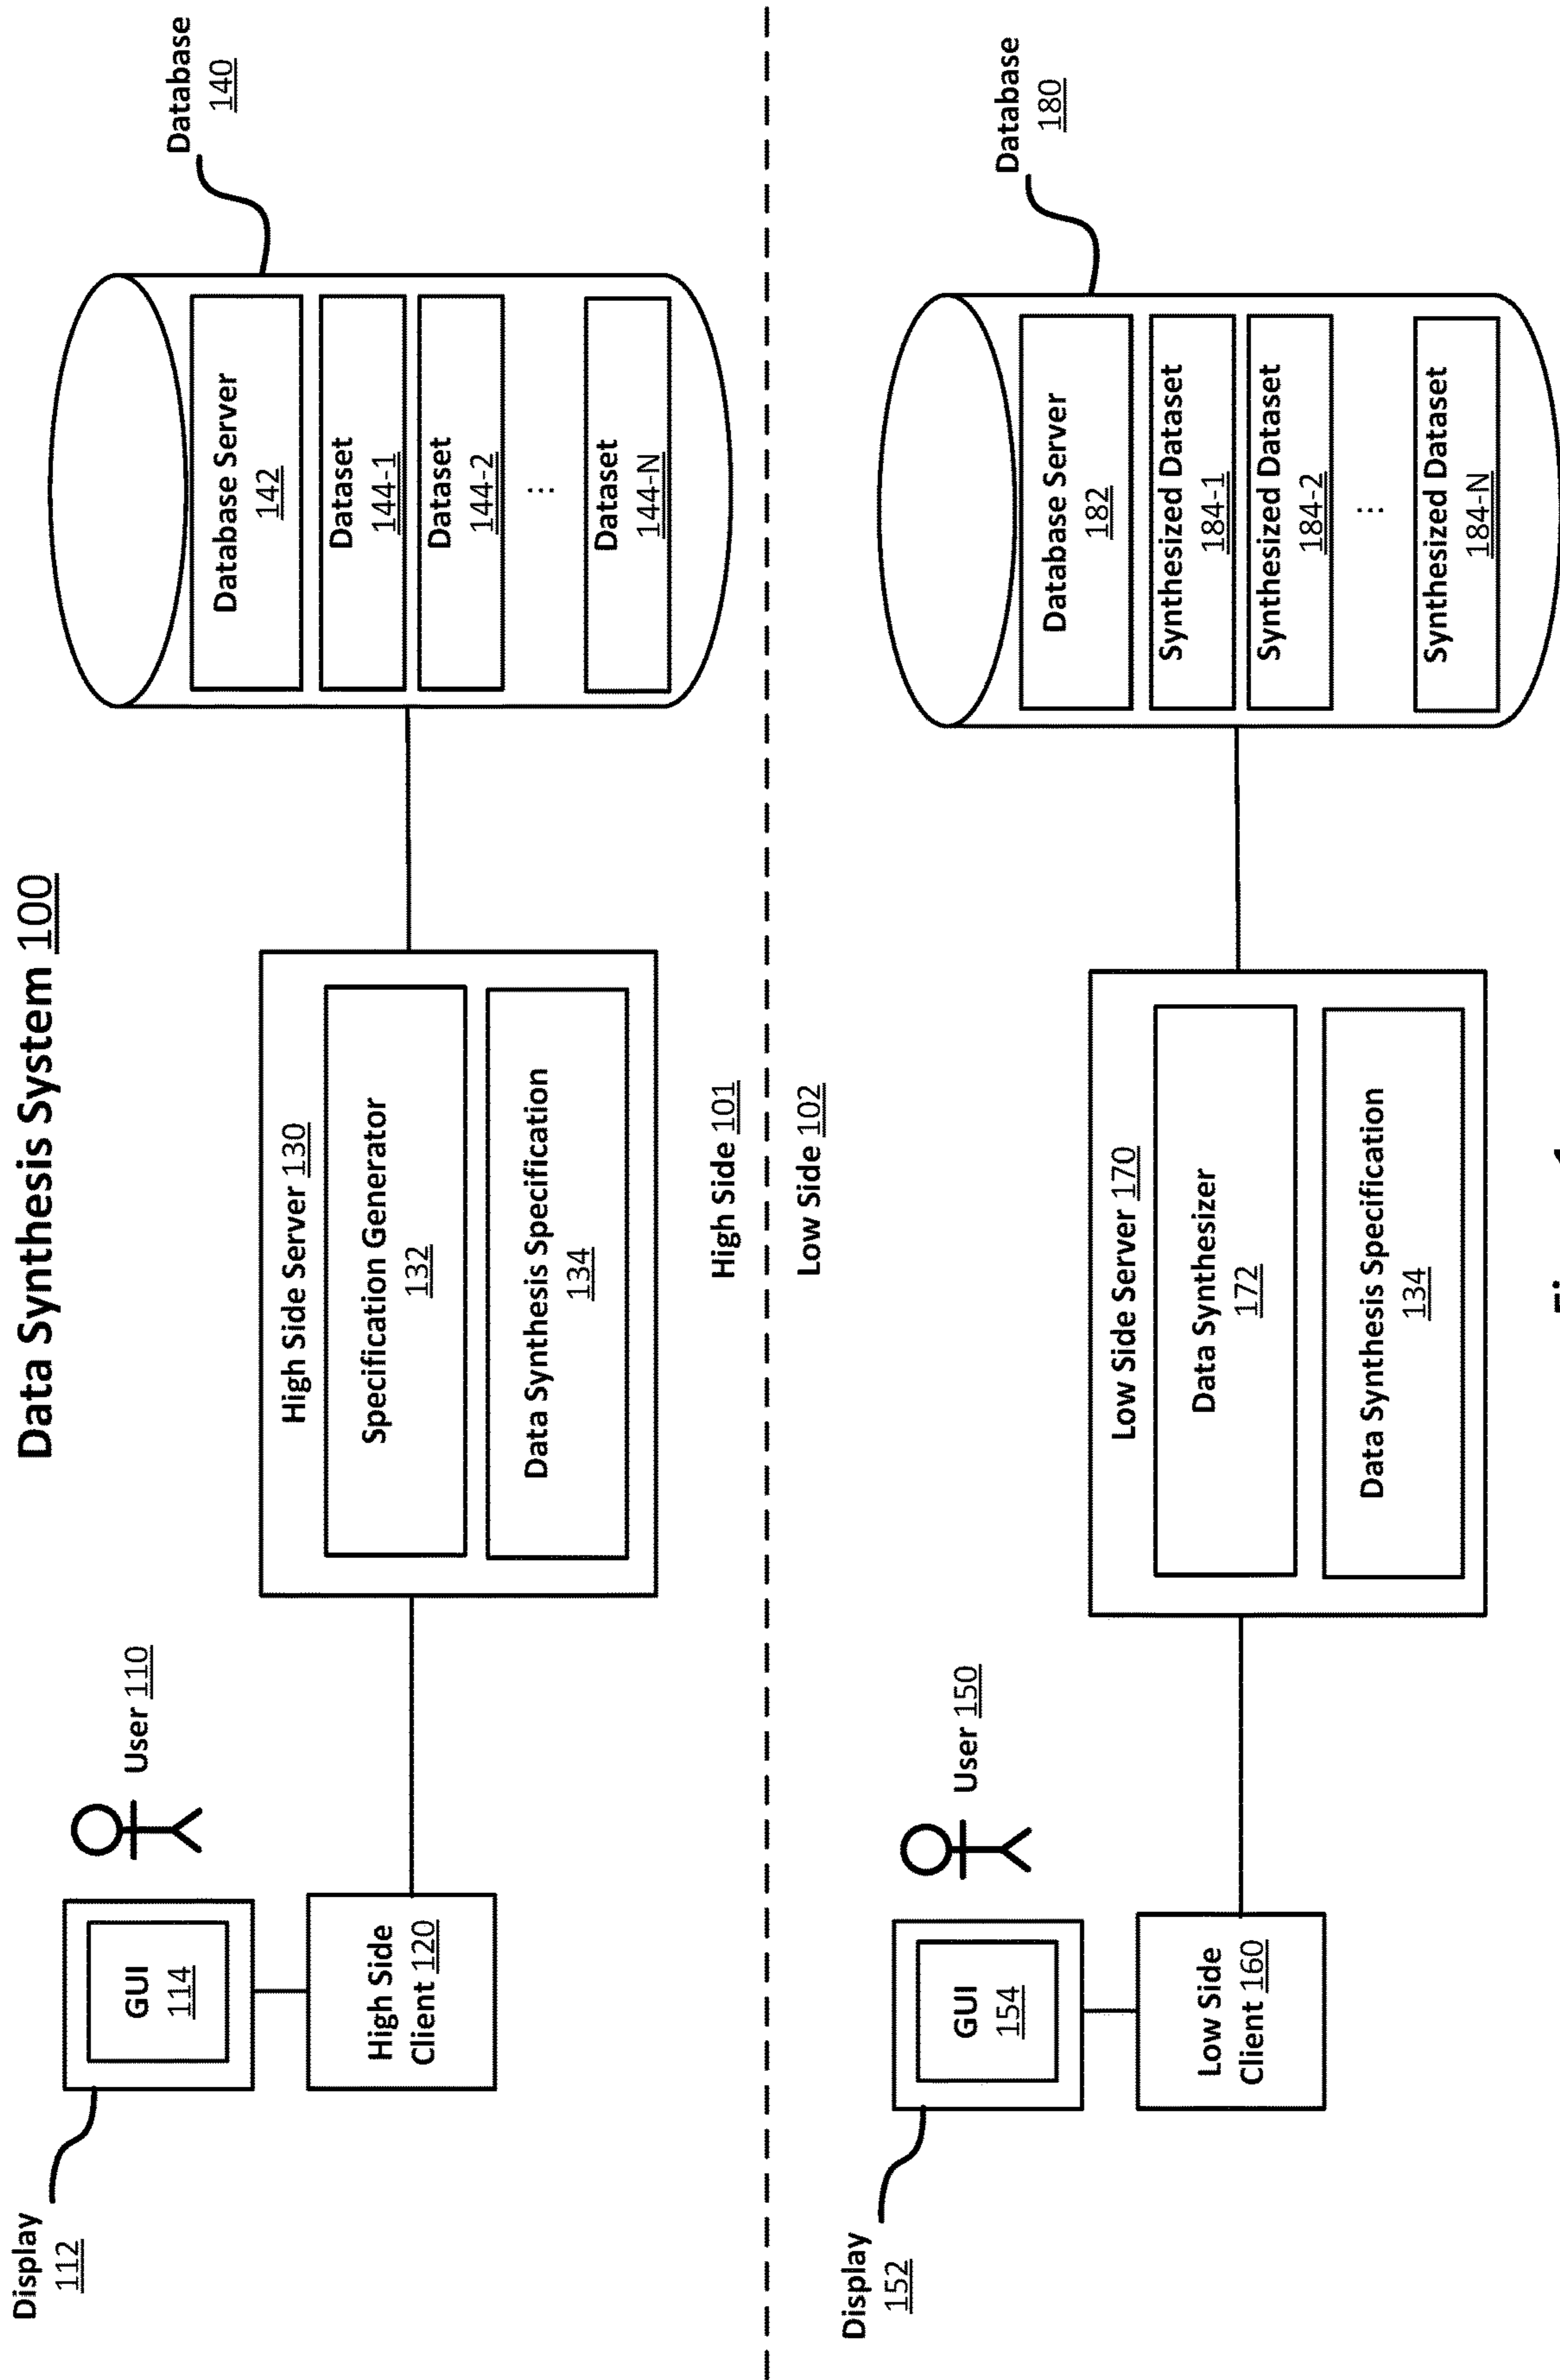 Data Synthesis System 100
Display
112
GUI
114
User 110
High Side
Client 120
High Side Server 130
Specification Generator
132
Data Synthesis Specification
134
Database
140
Database Server
142
Dataset
144-1
Dataset
144-2
...
Dataset
144-N
High Side 101
Low Side 102
Display
152
GUI
154
User 150
Low Side
Client 160
Low Side Server 170
Data Synthesizer
172
Data Synthesis Specification
134
Database
180
Database Server
182
Synthesized Dataset
184-1
Synthesized Dataset
184-2
...
Synthesized Dataset
184-N